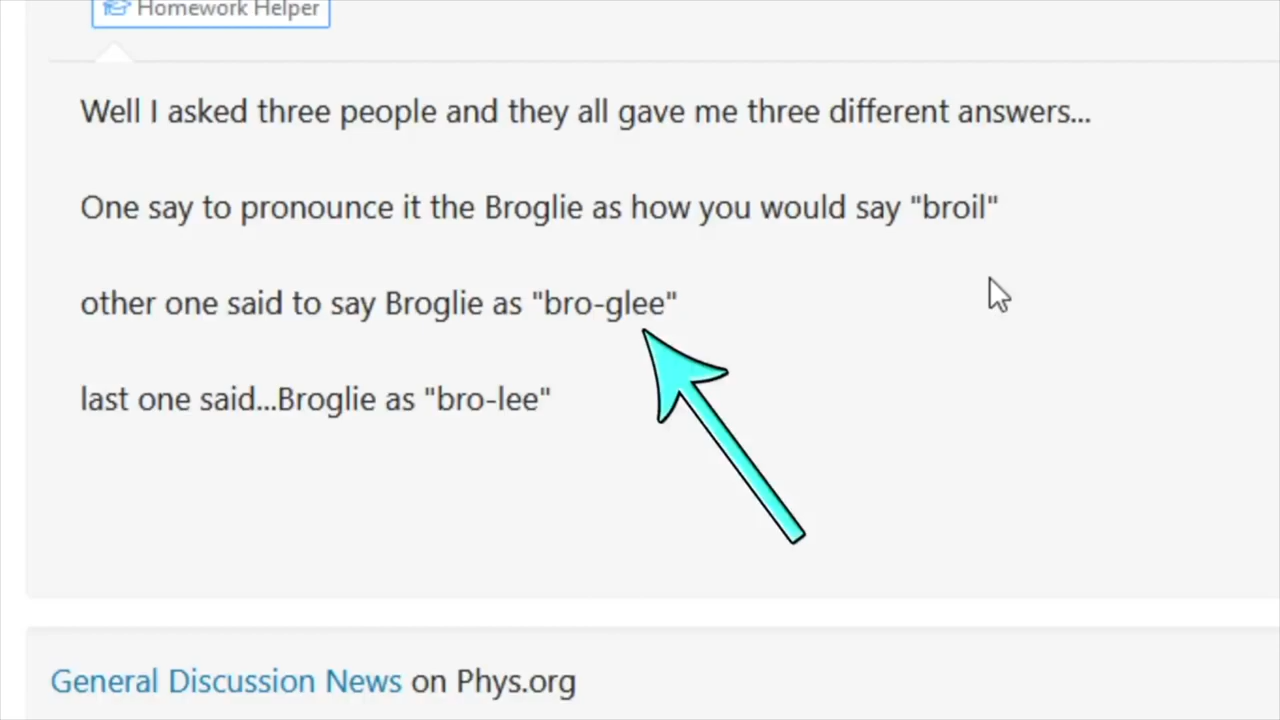 Homework Helper
Well I asked three people and they all gave me three different answers...
One say to pronounce it the Broglie as how you would say "broil"
other one said to say Broglie as "bro-glee"
last one said...Broglie as "bro-lee"
General Discussion News on Phys.org